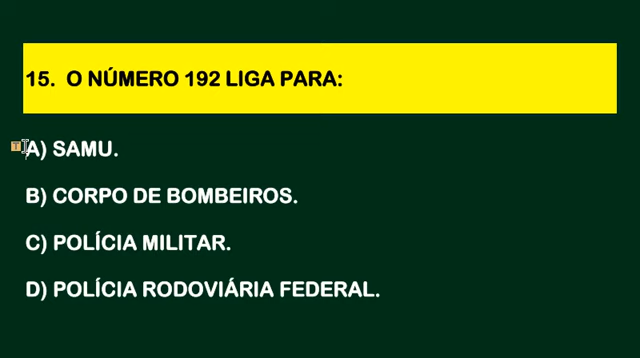 15. O NÚMERO 192 LIGA PARA:
A) SAMU.
B) CORPO DE BOMBEIROS.
C) POLÍCIA MILITAR.
D) POLÍCIA RODOVIÁRIA FEDERAL.